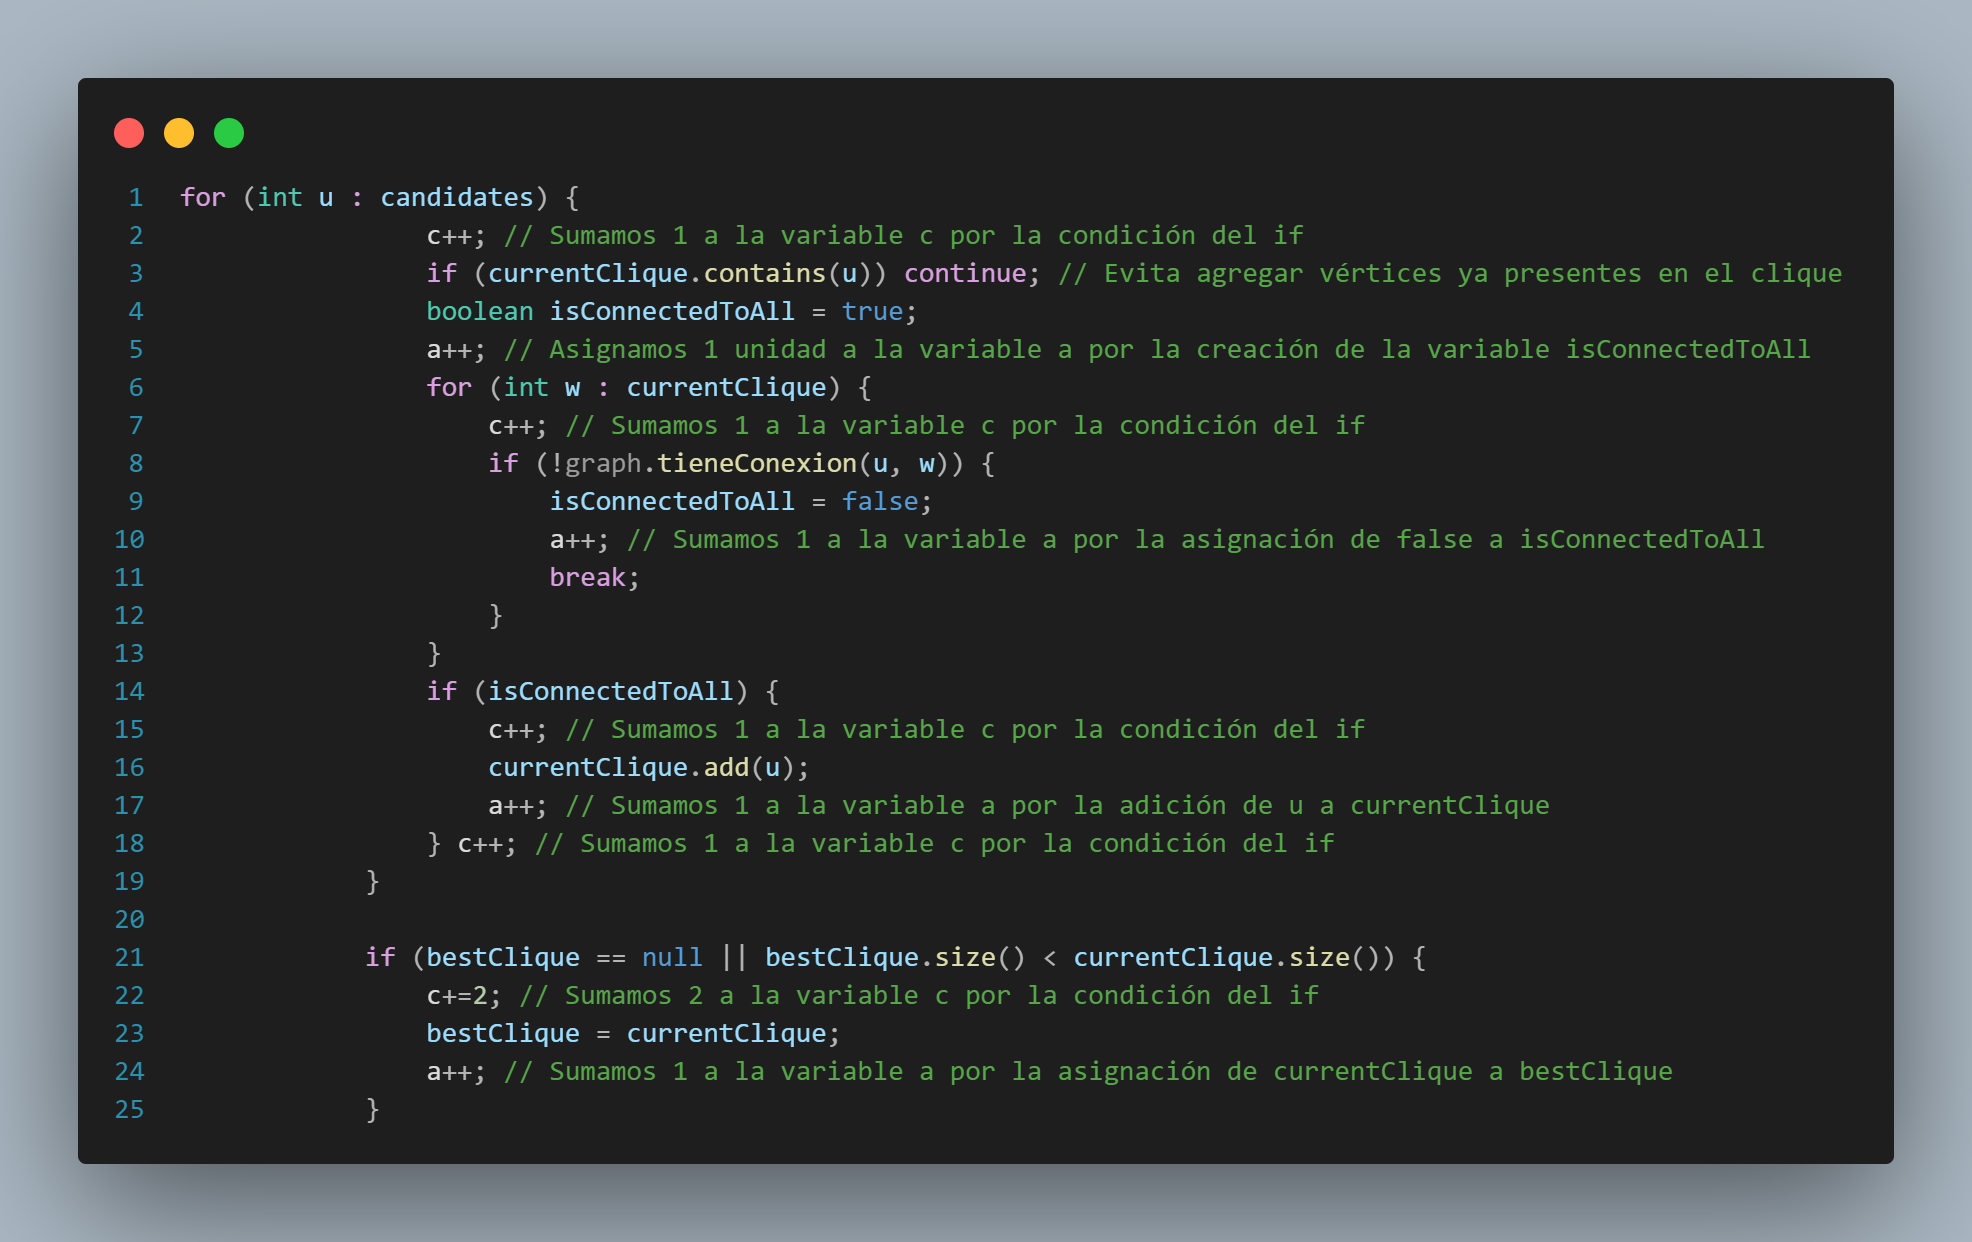 1 for (int u : candidates) {
2 c++; // Sumamos 1 a la variable c por la condición del if
3 if (currentClique.contains(u)) continue; // Evita agregar vértices ya presentes en el clique
4 boolean isConnectedToAll = true;
5 a++; // Asignamos 1 unidad a la variable a por la creación de la variable isConnectedToAll
6 for (int w : currentClique) {
7 c++; // Sumamos 1 a la variable c por la condición del if
8 if (!graph.tieneConexion(u, w)) {
9 isConnectedToAll = false;
10 a++; // Sumamos 1 a la variable a por la asignación de false a isConnectedToAll
11 break;
12 }
13 }
14 if (isConnectedToAll) {
15 c++; // Sumamos 1 a la variable c por la condición del if
16 currentClique.add(u);
17 a++; // Sumamos 1 a la variable a por la adición de u a currentClique
18 } c++; // Sumamos 1 a la variable c por la condición del if
19 }
20
21 if (bestClique == null || bestClique.size() < currentClique.size()) {
22 c+=2; // Sumamos 2 a la variable c por la condición del if
23 bestClique = currentClique;
24 a++; // Sumamos 1 a la variable a por la asignación de currentClique a bestClique
25 }